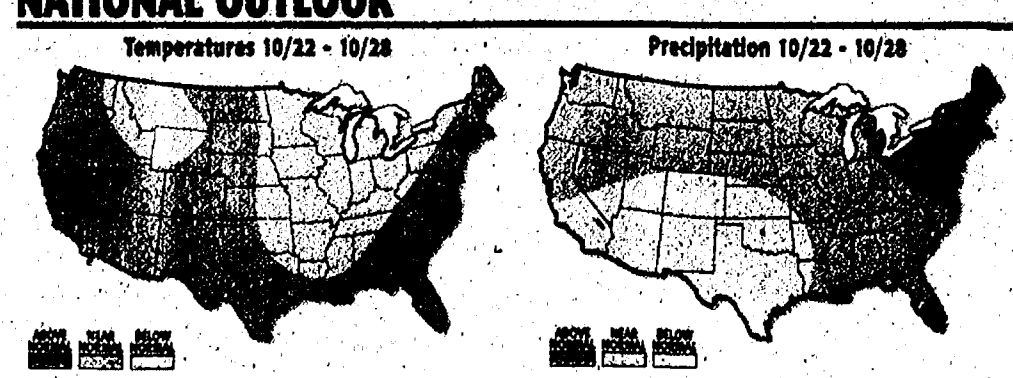 NATIONAL OUTLOOK
Temperatures 10/22 - 10/28
Precipitation 10/22 - 10/28
ABOVE NORMAL
NEAR NORMAL
BELOW NORMAL
ABOVE NORMAL
NEAR NORMAL
BELOW NORMAL